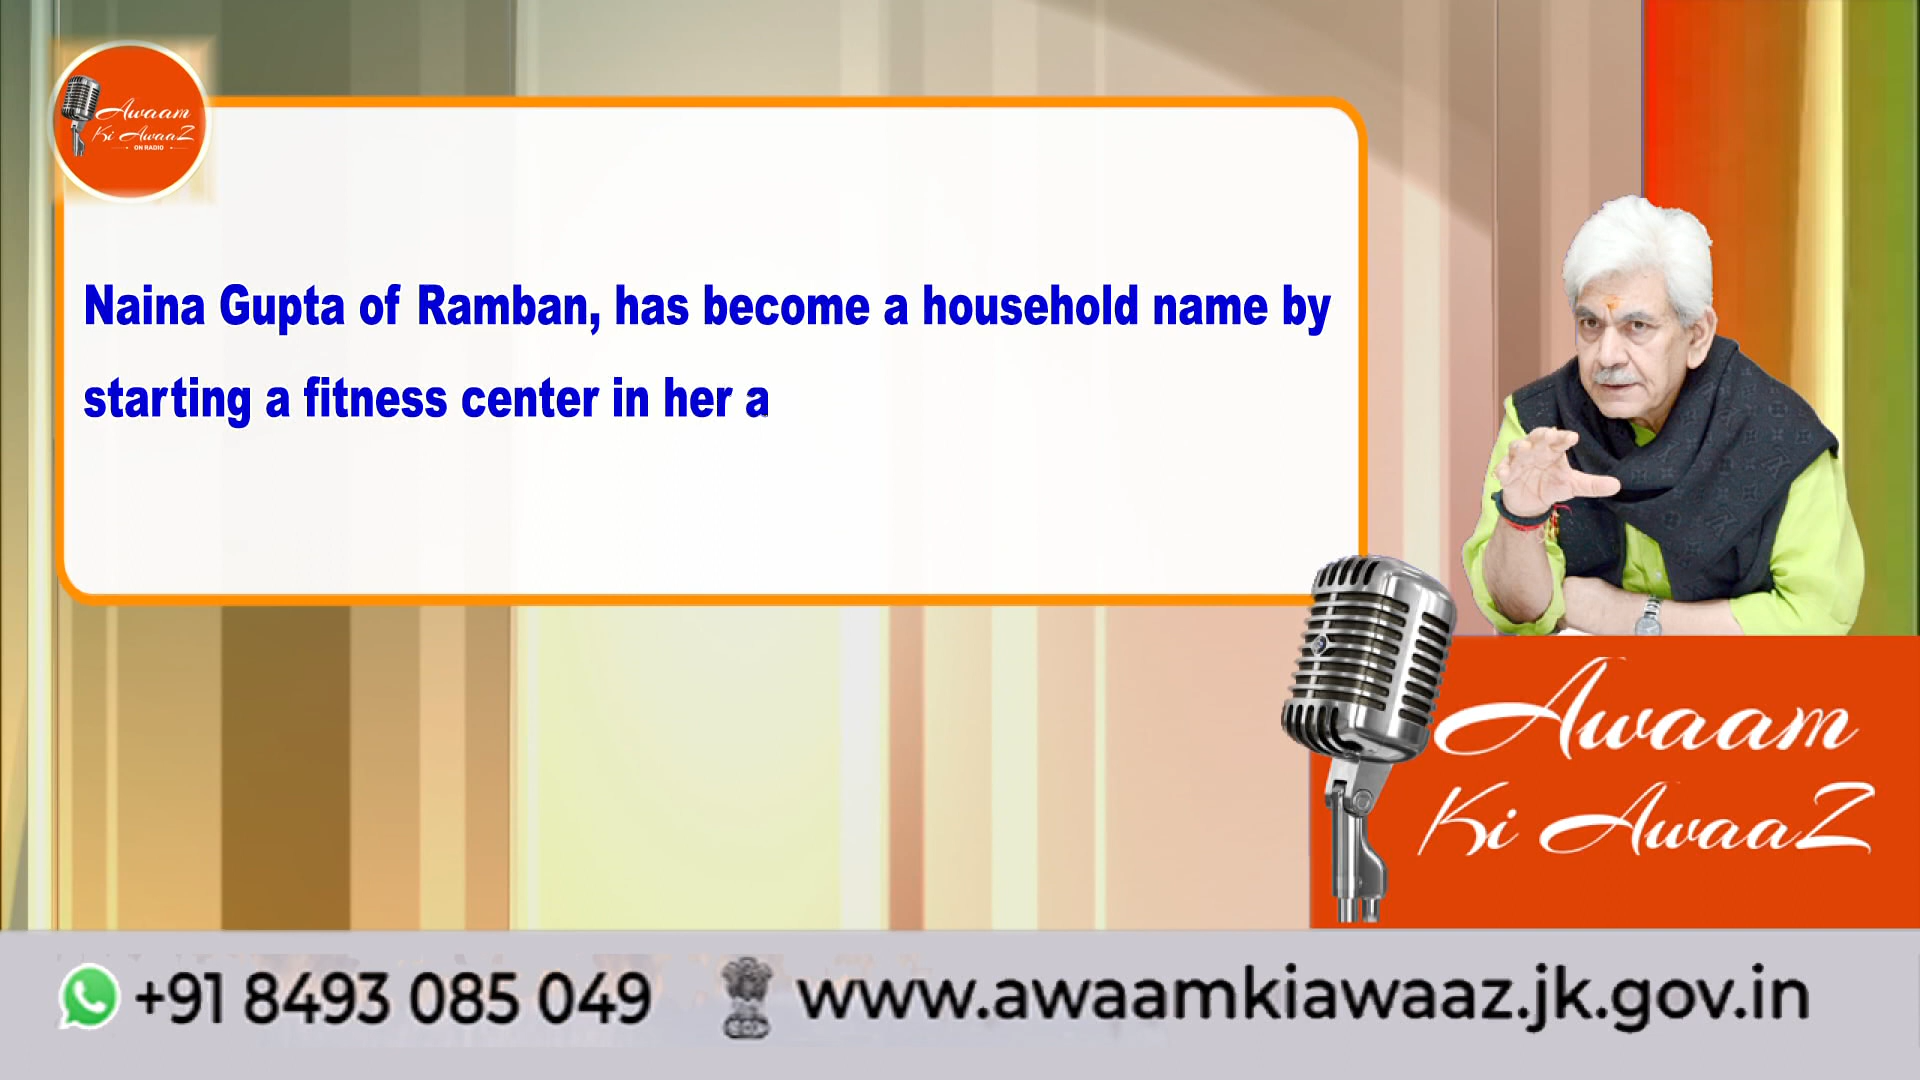 Awaam
Ki AwaaZ
ON RADIO
Naina Gupta of Ramban, has become a household name by
starting a fitness center in her a
Awaam
Ki AwaaZ
+91 8493 085 049
www.awaamkiawaaz.jk.gov.in